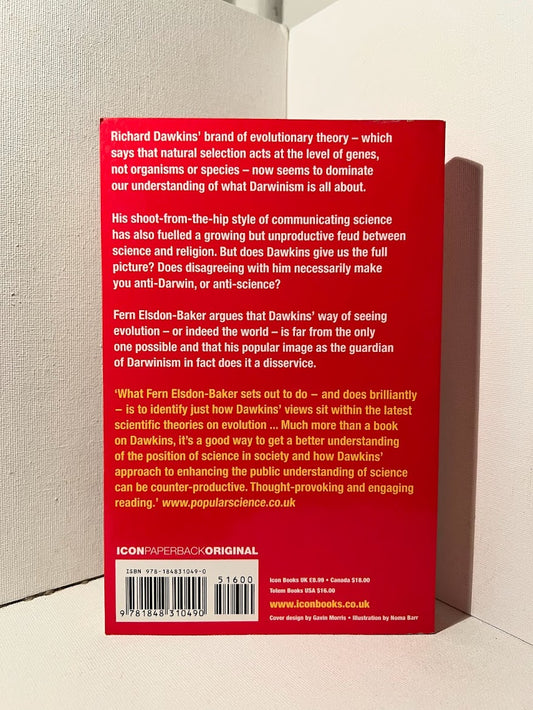 Richard Dawkins' brand of evolutionary theory – which
says that natural selection acts at the level of genes,
not organisms or species – now seems to dominate
our understanding of what Darwinism is all about.
His shoot-from-the-hip style of communicating science
has also fuelled a growing but unproductive feud between
science and religion. But does Dawkins give us the full
picture? Does disagreeing with him necessarily make
you anti-Darwin, or anti-science?
Fern Elsdon-Baker argues that Dawkins' way of seeing
evolution – or indeed the world – is far from the only
one possible and that his popular image as the guardian
of Darwinism in fact does it a disservice.
'What Fern Elsdon-Baker sets out to do – and does brilliantly
– is to identify just how Dawkins' views sit within the latest
scientific theories on evolution ... Much more than a book
on Dawkins, it's a good way to get a better understanding
of the position of science in society and how Dawkins'
approach to enhancing the public understanding of science
can be counter-productive. Thought-provoking and engaging
reading.' www.popularscience.co.uk
ICONPAPERBACKORIGINAL
ISBN 978-184831049-0
51600
9 781848 310490
Icon Books UK £8.99 • Canada $18.00
Totem Books USA $16.00
www.iconbooks.co.uk
Cover design by Gavin Morris • Illustration by Noma Barr